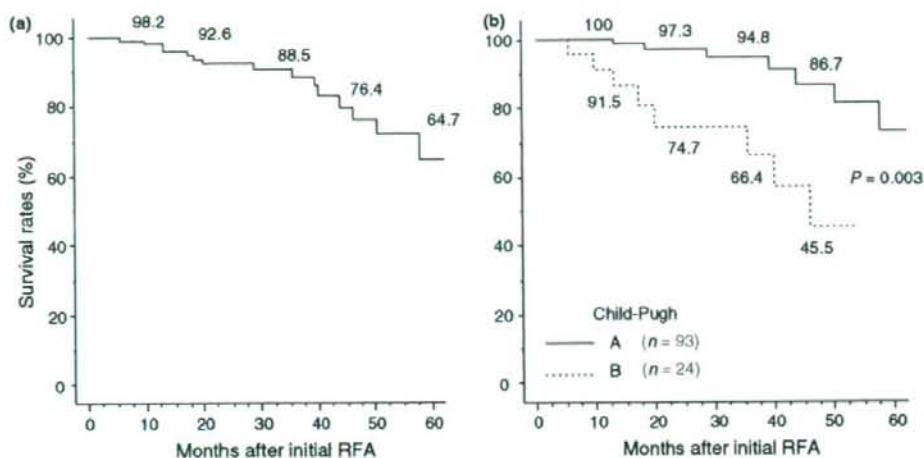 (a)
98.2
92.6
88.5
76.4
64.7
100
80
60
40
20
0
Survival rates (%)
0 10 20 30 40 50 60
Months after initial RFA
(b)
100
97.3
94.8
86.7
91.5
74.7
66.4
45.5
P = 0.003
100
80
60
40
20
0
Child-Pugh
A (n = 93)
B (n = 24)
0 10 20 30 40 50 60
Months after initial RFA